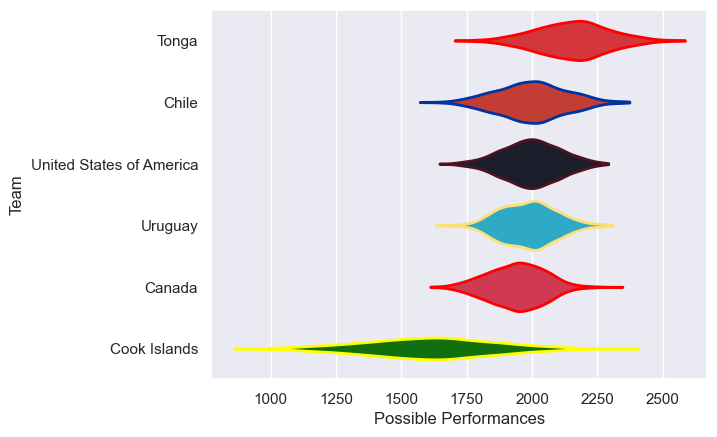 Tonga
Chile
United States of America
Uruguay
Canada
Cook Islands
Team
1000 1250 1500 1750 2000 2250 2500
Possible Performances